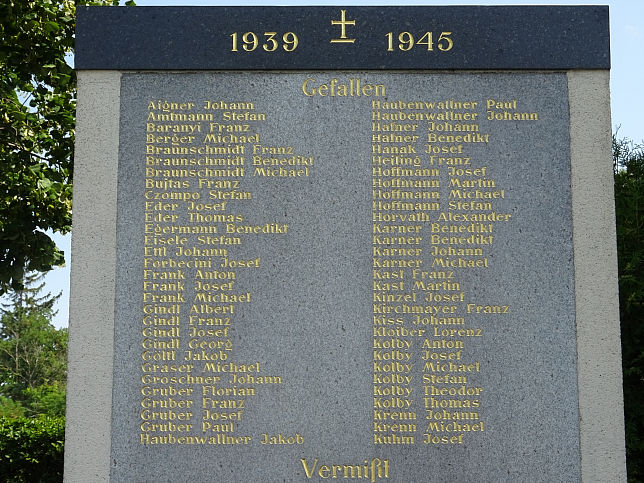 1939 1945
Gefallen
Aigner Johann
Amtmann Stefan
Baranyi Franz
Berger Michael
Braunschmidt Franz
Braunschmidt Benedikt
Braunschmidt Michael
Bujtas Franz
Czompo Stefan
Eder Josef
Eder Thomas
Egermann Benedikt
Eisele Stefan
Ettl Johann
Forbecini Josef
Frank Anton
Frank Josef
Frank Michael
Gindl Albert
Gindl Franz
Gindl Josef
Gindl Georg
Göltl Jakob
Graser Michael
Groschner Johann
Gruber Florian
Gruber Franz
Gruber Josef
Gruber Paul
Haubenwallner Jakob
Haubenwallner Paul
Haubenwallner Johann
Hafner Johann
Hafner Benedikt
Hanak Josef
Heiling Franz
Hoffmann Josef
Hoffmann Martin
Hoffmann Michael
Hoffmann Stefan
Horvath Alexander
Karner Benedikt
Karner Benedikt
Karner Johann
Karner Michael
Kast Franz
Kast Martin
Kinzel Josef
Kirchmayer Franz
Kiss Johann
Kloiber Lorenz
Kolby Anton
Kolby Josef
Kolby Michael
Kolby Stefan
Kolby Theodor
Kolby Thomas
Krenn Johann
Krenn Michael
Kuhm Josef
Vermißt